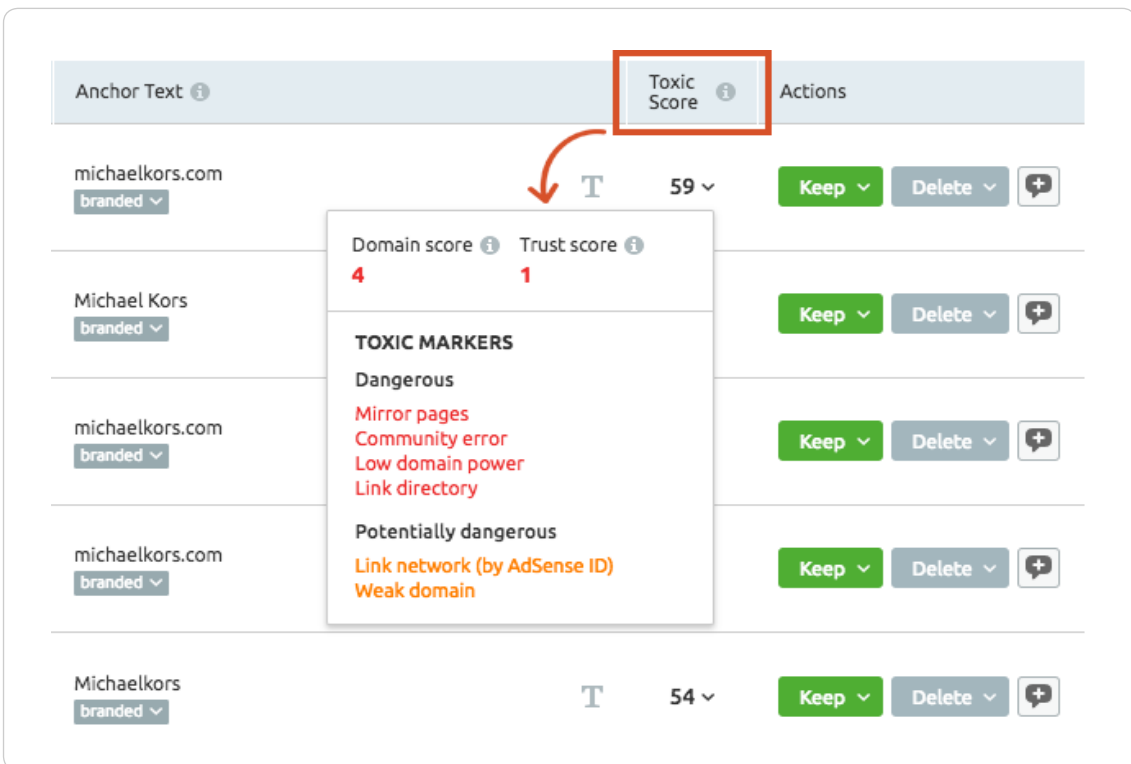 Anchor Text
Toxic
Score
Actions
michaelkors.com
branded
T
59
Keep
Delete
Domain score
Trust score
4
1
Michael Kors
branded
Keep
Delete
TOXIC MARKERS
Dangerous
Mirror pages
Community error
Low domain power
Link directory
michaelkors.com
branded
Keep
Delete
Potentially dangerous
Link network (by AdSense ID)
Weak domain
michaelkors.com
branded
Keep
Delete
Michaelkors
branded
T
54
Keep
Delete